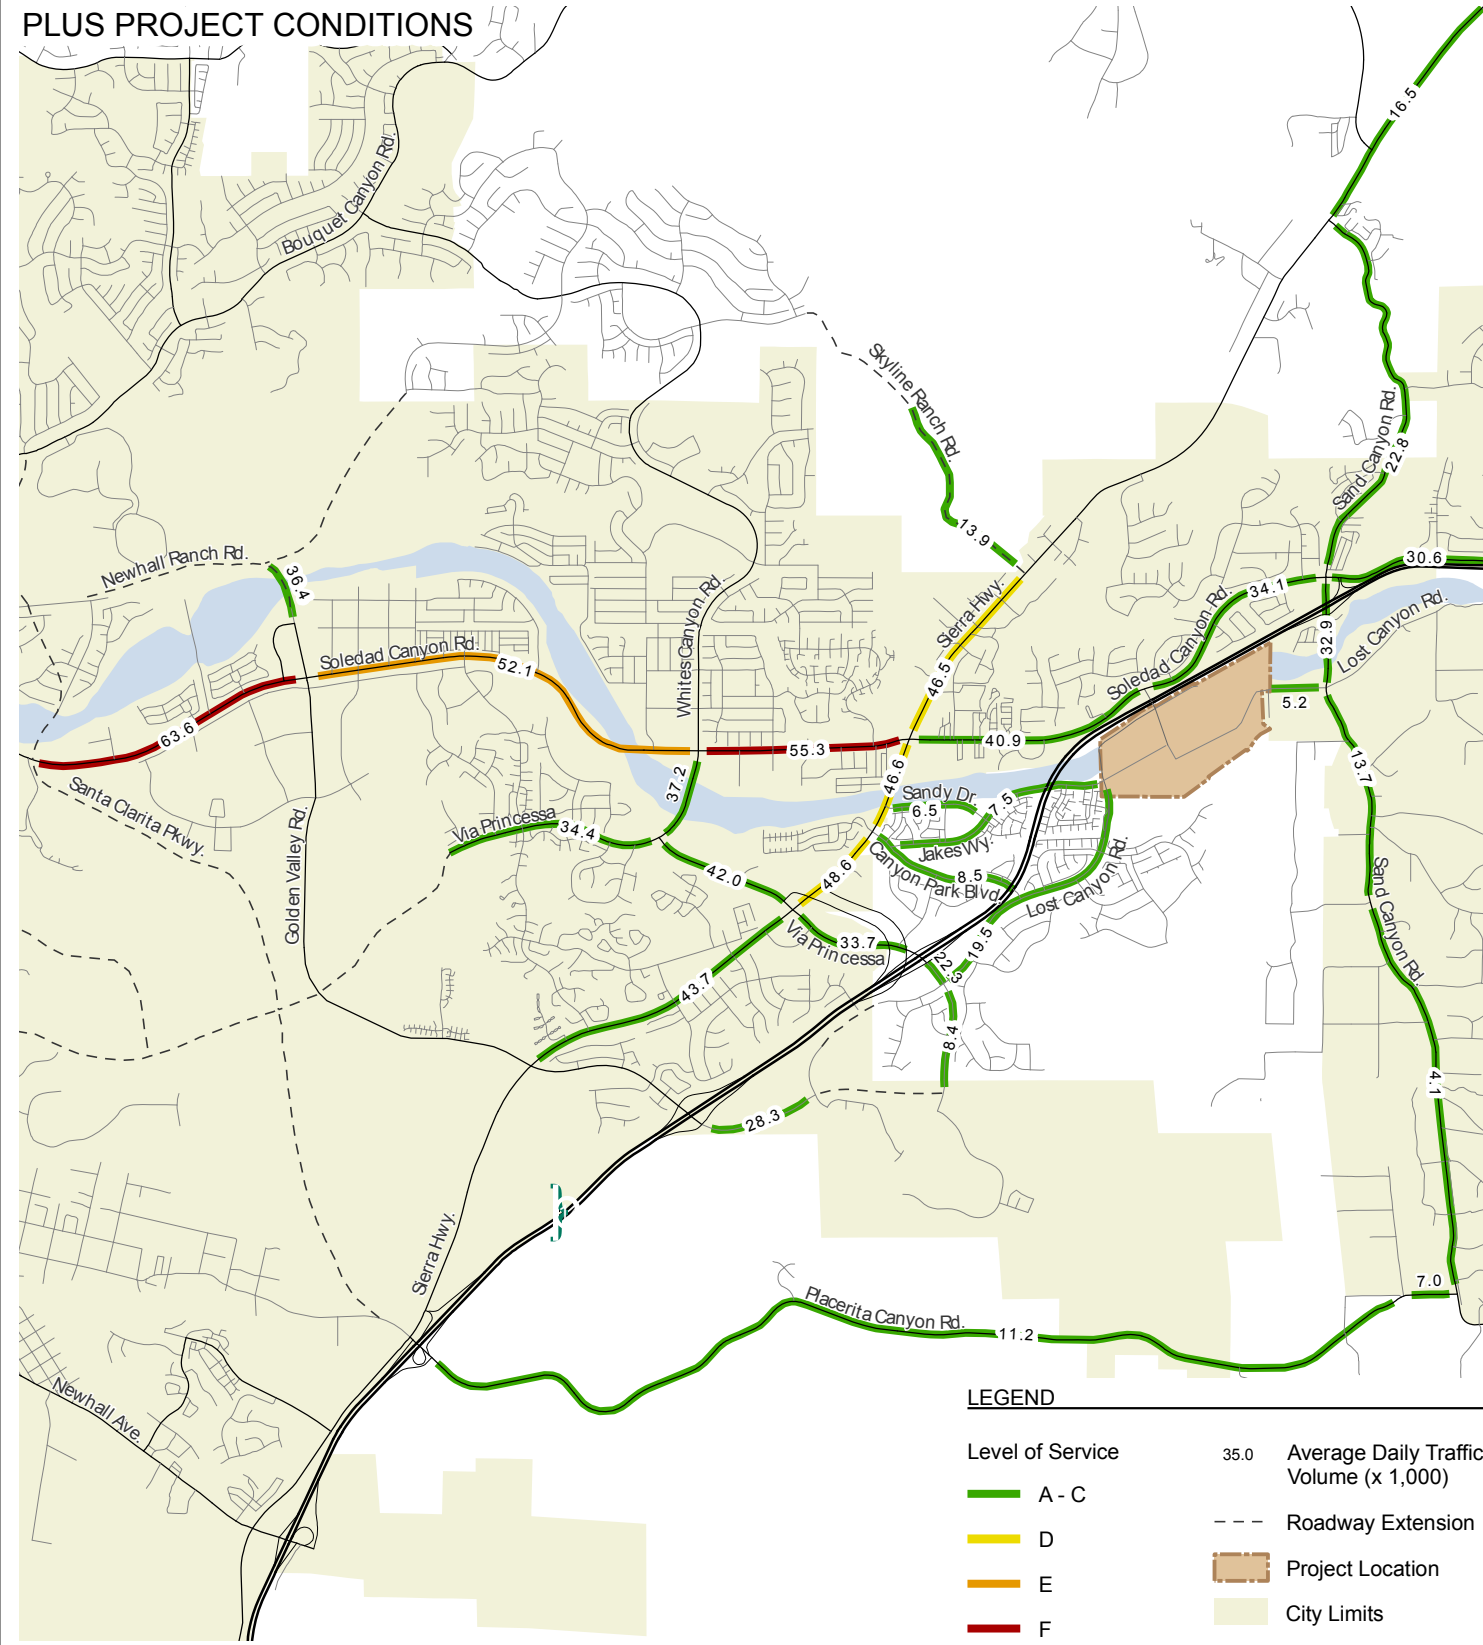 PLUS PROJECT CONDITIONS
16.5
Bouquet Canyon Rd.
Skyline Ranch Rd.
Sand Canyon Rd.
22.8
13.9
Newhall Ranch Rd.
36.4
30.6
34.1
Whites Canyon Rd.
Sierra Hwy.
Soledad Canyon Rd.
32.9
Lost Canyon Rd.
Soledad Canyon Rd.
52.1
46.5
5.2
63.6
55.3
40.9
37.2
46.6
Sandy Dr.
6.5
7.5
13.7
Santa Clarita Pkwy.
Golden Valley Rd.
Via Princessa
34.4
Jakes Wy.
42.0
48.6
Canyon Park Blvd.
8.5
Lost Canyon Rd.
Sand Canyon Rd.
Via Princessa
33.7
19.5
22.3
43.7
8.4
4.1
28.3
Sierra Hwy.
7.0
Placerita Canyon Rd.
11.2
Newhall Ave.
LEGEND
Level of Service
A - C
D
E
F
35.0
Average Daily Traffic
Volume (x 1,000)
Roadway Extension
Project Location
City Limits